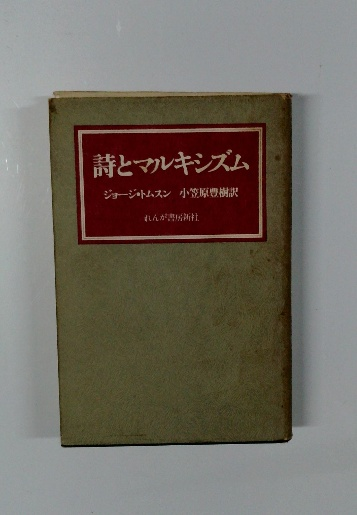 詩とマルキシズム
ジョージ・トムスン 小笠原豊樹訳
れんが書房新社